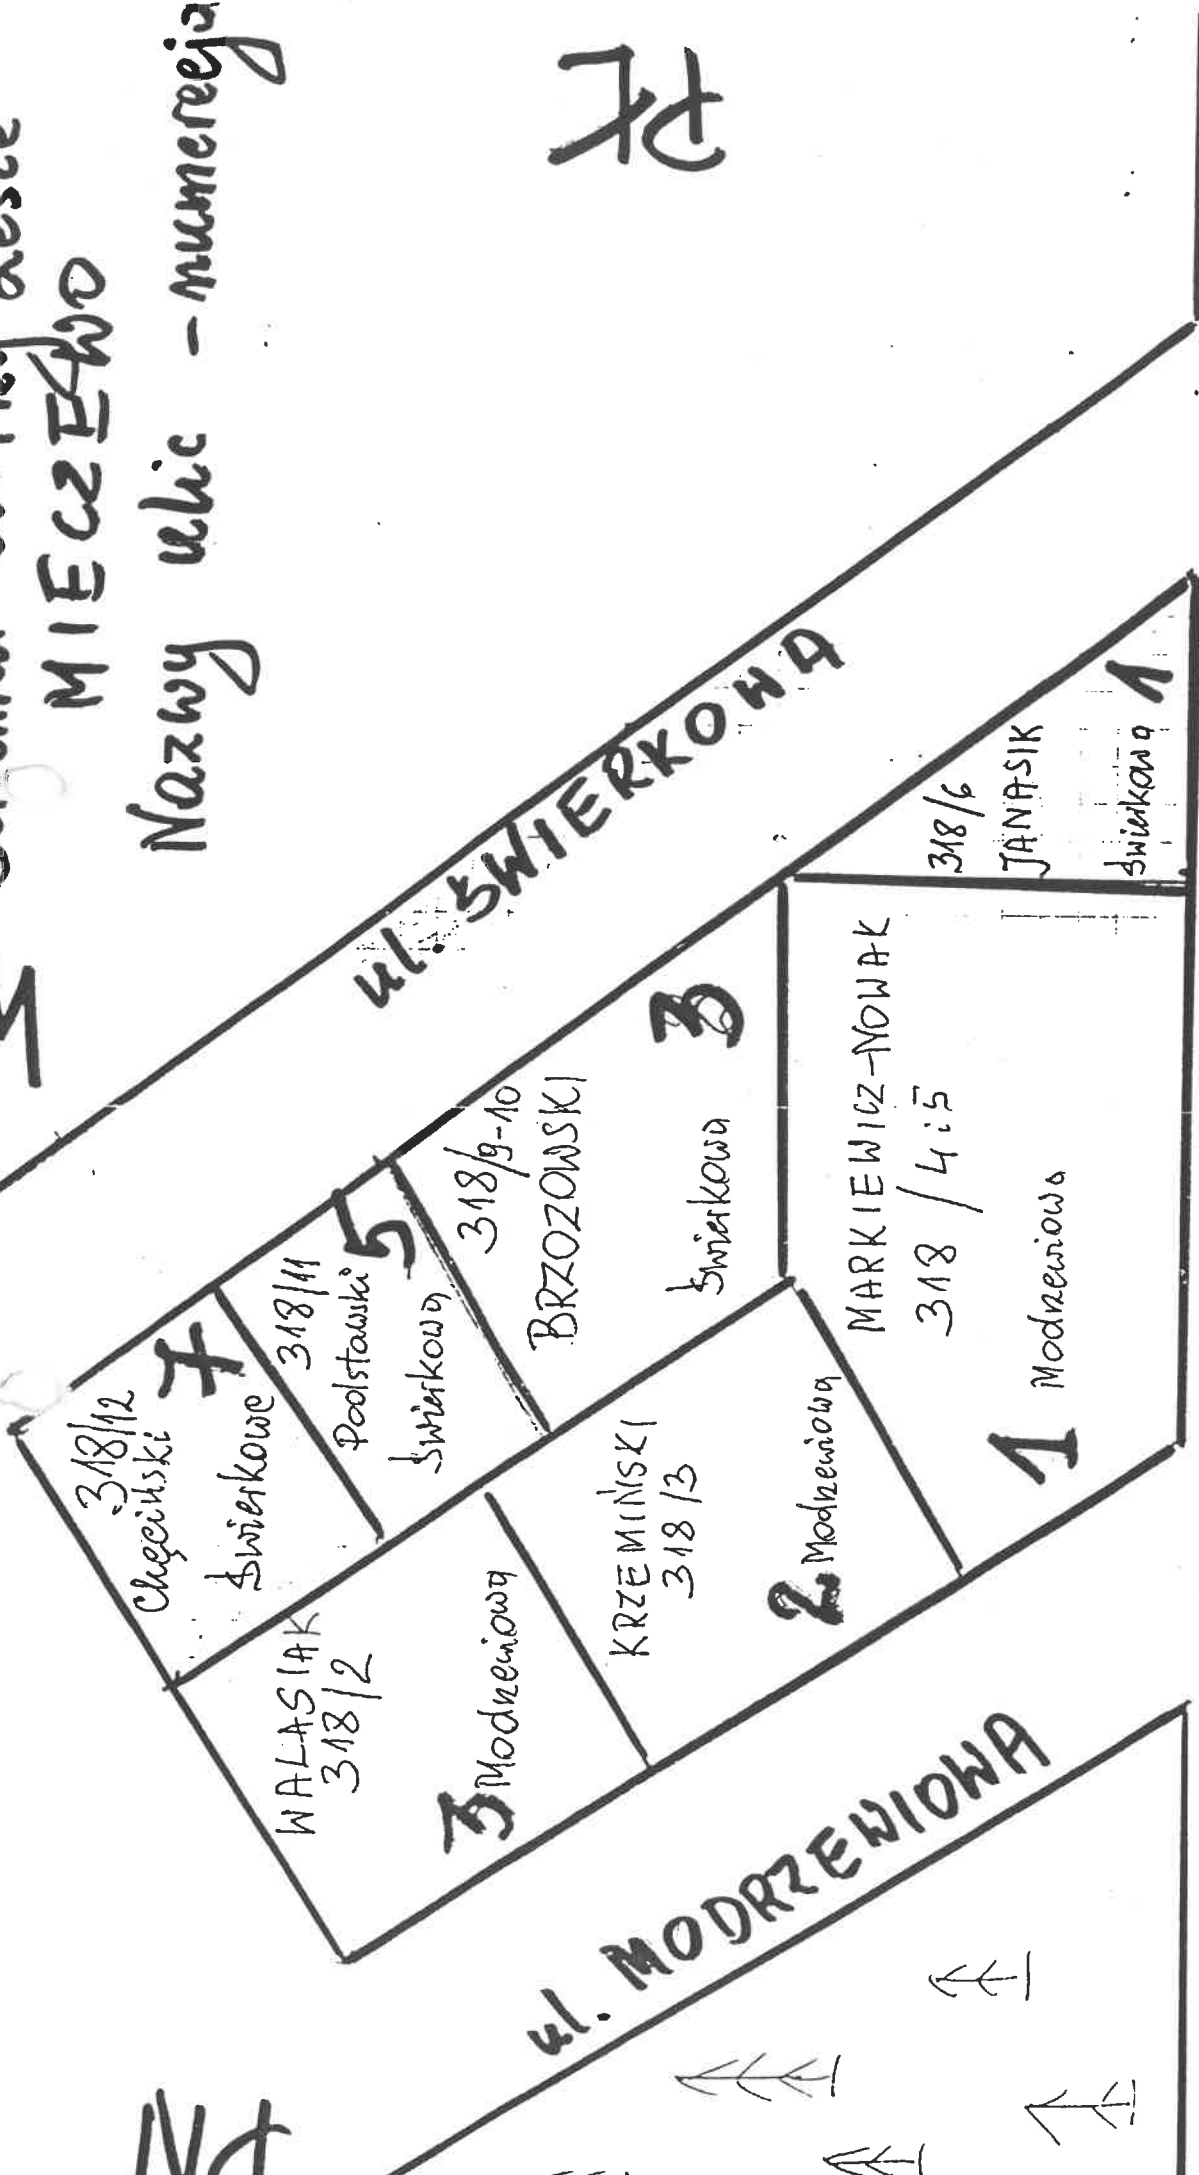 MIECZEWO
Nazwy ulic - numeracja
ul. ŚWIERKOWA
318/12
Chęciński
Świerkowa
7
318/11
Podstawski
Świerkowa
5
318/9-10
BRZOZOWSKI
Świerkowa
3
318/6
JANASIK
Świerkowa
1
WALASIAK
318/2
3 Modrzewiowa
KRZEMIŃSKI
318/3
2 Modrzewiowa
MARKIEWICZ-NOWAK
318/4 i 5
Modrzewiowa
1
ul. MODRZEWIOWA